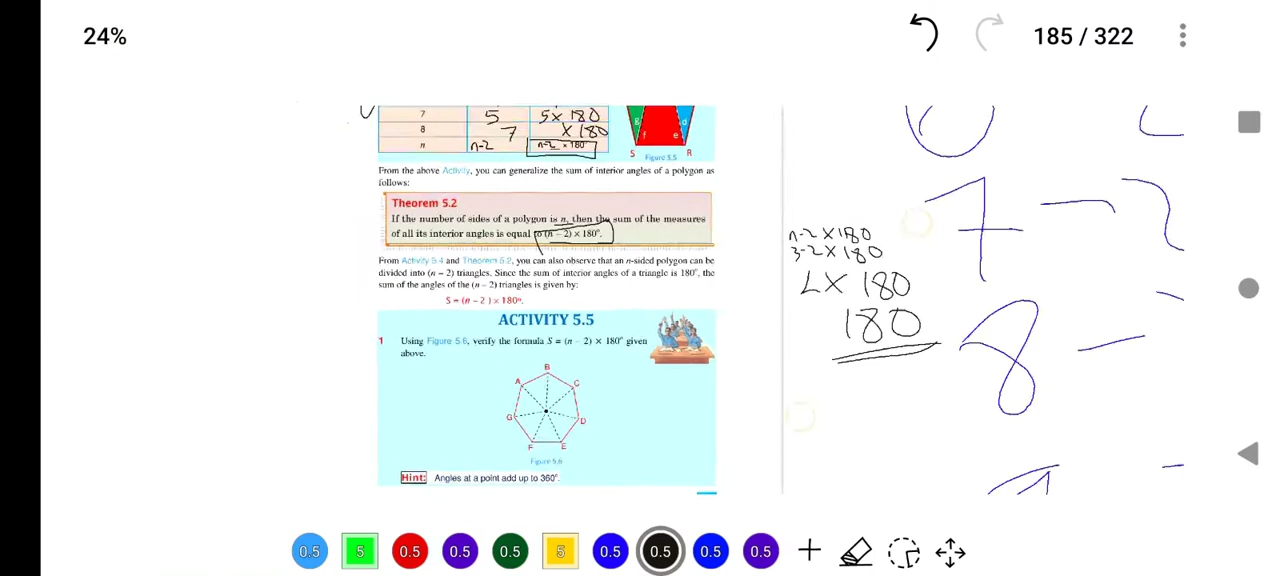 24%
185 / 322
7 5 5 x 180
8 7 x 180
n n-2 n-2 x 180
g f e d
S R
Figure 5.5
From the above Activity, you can generalize the sum of interior angles of a polygon as
follows:
Theorem 5.2
If the number of sides of a polygon is n, then the sum of the measures
of all its interior angles is equal to (n – 2) × 180°.
From Activity 5.4 and Theorem 5.2, you can also observe that an n-sided polygon can be
divided into (n – 2) triangles. Since the sum of interior angles of a triangle is 180°, the
sum of the angles of the (n – 2) triangles is given by:
S = (n – 2 ) × 180°.
ACTIVITY 5.5
1 Using Figure 5.6, verify the formula S = (n – 2) × 180° given
above.
B
A C
G D
F E
Figure 5.6
Hint: Angles at a point add up to 360°.
n-2 x 180
3-2 x 180
1 x 180
180
7 - 2
8 -
0.5 5 0.5 0.5 0.5 5 0.5 0.5 0.5 0.5